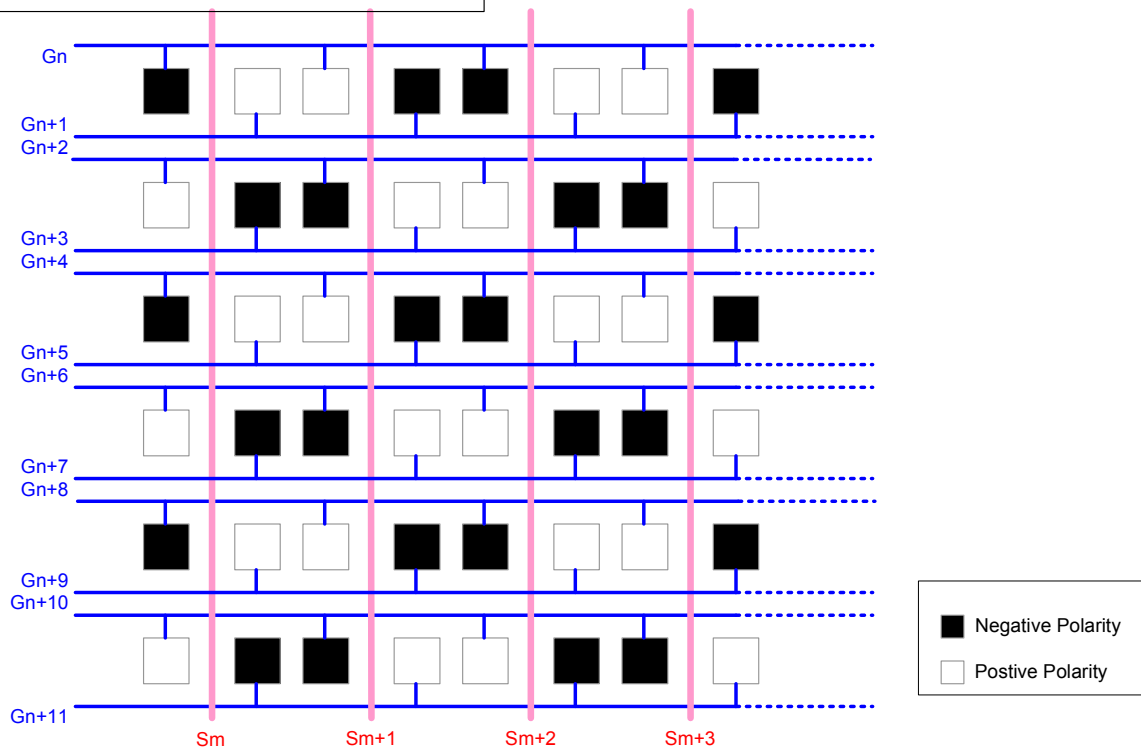 Gn
Gn+1
Gn+2
Gn+3
Gn+4
Gn+5
Gn+6
Gn+7
Gn+8
Gn+9
Gn+10
Gn+11
Sm
Sm+1
Sm+2
Sm+3
Negative Polarity
Postive Polarity